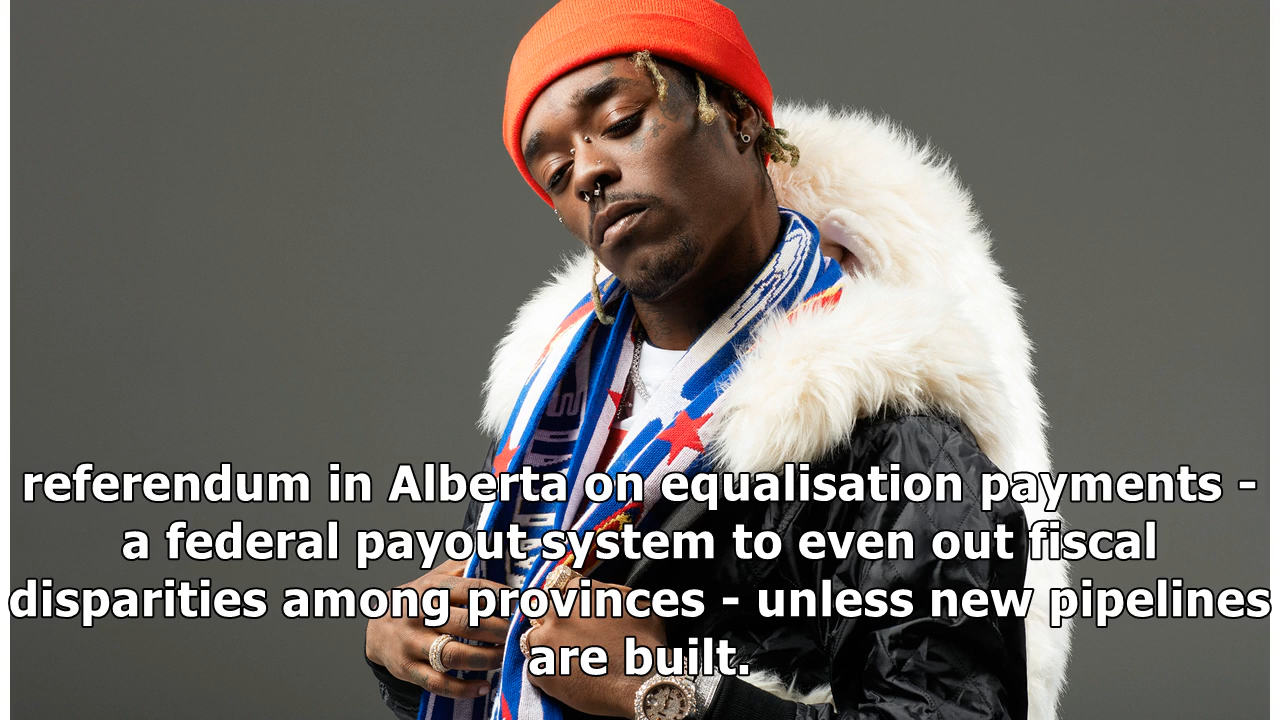 referendum in Alberta on equalisation payments -
a federal payout system to even out fiscal
disparities among provinces - unless new pipelines
are built.